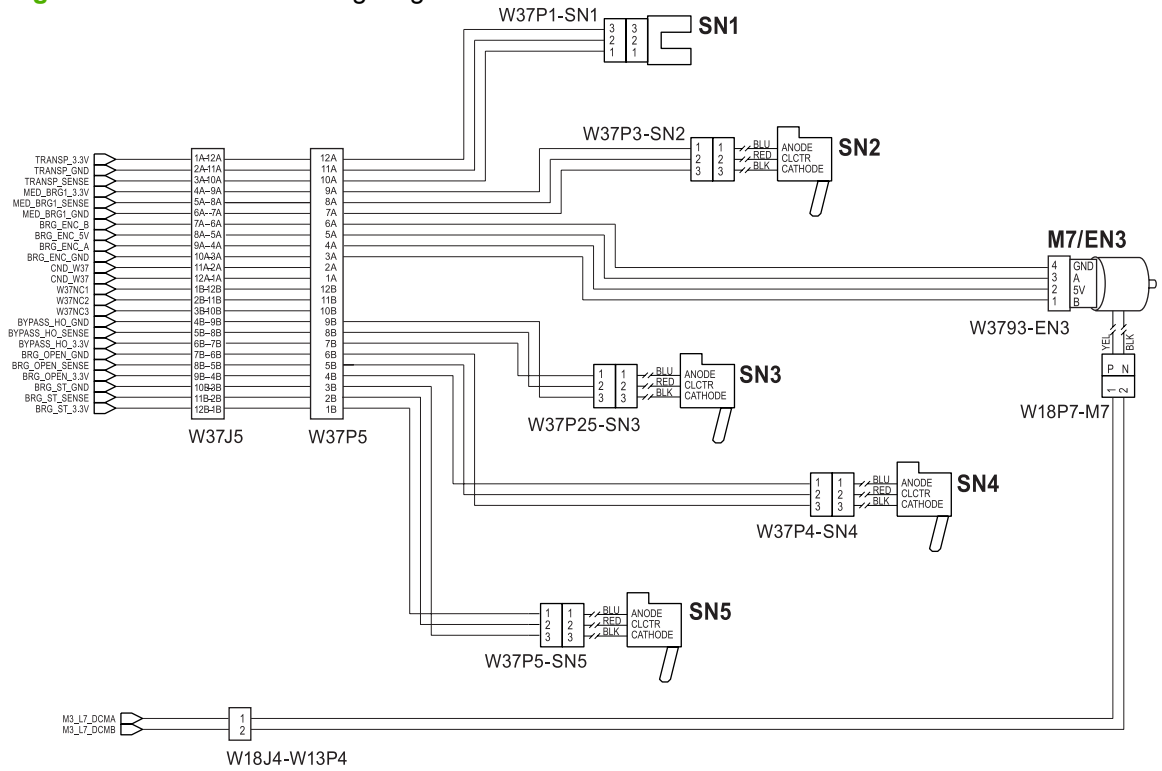 W37P1-SN1
3 3
2 2
1 1
SN1
W37P3-SN2
1 1 BLU ANODE
2 2 RED CLCTR
3 3 BLK CATHODE
SN2
TRANSP_3.3V 1A-12A 12A
TRANSP_GND 2A-11A 11A
TRANSP_SENSE 3A-10A 10A
MED_BRG1_3.3V 4A-9A 9A
MED_BRG1_SENSE 5A-8A 8A
MED_BRG1_GND 6A-7A 7A
BRG_ENC_B 7A-6A 6A
BRG_ENC_5V 8A-5A 5A
BRG_ENC_A 9A-4A 4A
BRG_ENC_GND 10A-3A 3A
CND_W37 11A-2A 2A
CND_W37 12A-1A 1A
W37NC1 1B-12B 12B
W37NC2 2B-11B 11B
W37NC3 3B-10B 10B
BYPASS_HO_GND 4B-9B 9B
BYPASS_HO_SENSE 5B-8B 8B
BYPASS_HO_3.3V 6B-7B 7B
BRG_OPEN_GND 7B-6B 6B
BRG_OPEN_SENSE 8B-5B 5B
BRG_OPEN_3.3V 9B-4B 4B
BRG_ST_GND 10B-3B 3B
BRG_ST_SENSE 11B-2B 2B
BRG_ST_3.3V 12B-1B 1B
W37J5
W37P5
M7/EN3
4 GND
3 A
2 5V
1 B
W3793-EN3
YEL BLK
P N
1 2
W18P7-M7
1 1 BLU ANODE
2 2 RED CLCTR
3 3 BLK CATHODE
SN3
W37P25-SN3
1 1 BLU ANODE
2 2 RED CLCTR
3 3 BLK CATHODE
SN4
W37P4-SN4
1 1 BLU ANODE
2 2 RED CLCTR
3 3 BLK CATHODE
SN5
W37P5-SN5
M3_L7_DCMA 1
M3_L7_DCMB 2
W18J4-W13P4